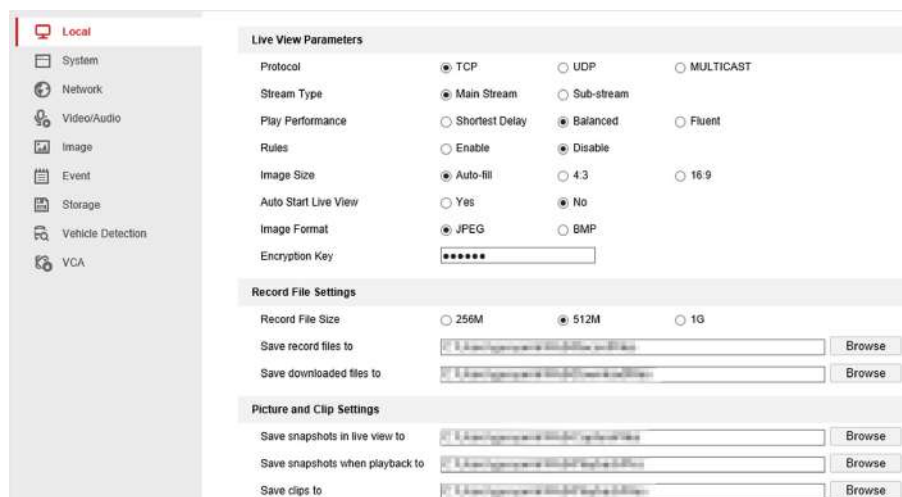 Local
System
Network
Video/Audio
Image
Event
Storage
Vehicle Detection
VCA
Live View Parameters
Protocol TCP UDP MULTICAST
Stream Type Main Stream Sub-stream
Play Performance Shortest Delay Balanced Fluent
Rules Enable Disable
Image Size Auto-fill 4:3 16:9
Auto Start Live View Yes No
Image Format JPEG BMP
Encryption Key ●●●●●●
Record File Settings
Record File Size 256M 512M 1G
Save record files to Browse
Save downloaded files to Browse
Picture and Clip Settings
Save snapshots in live view to Browse
Save snapshots when playback to Browse
Save clips to Browse